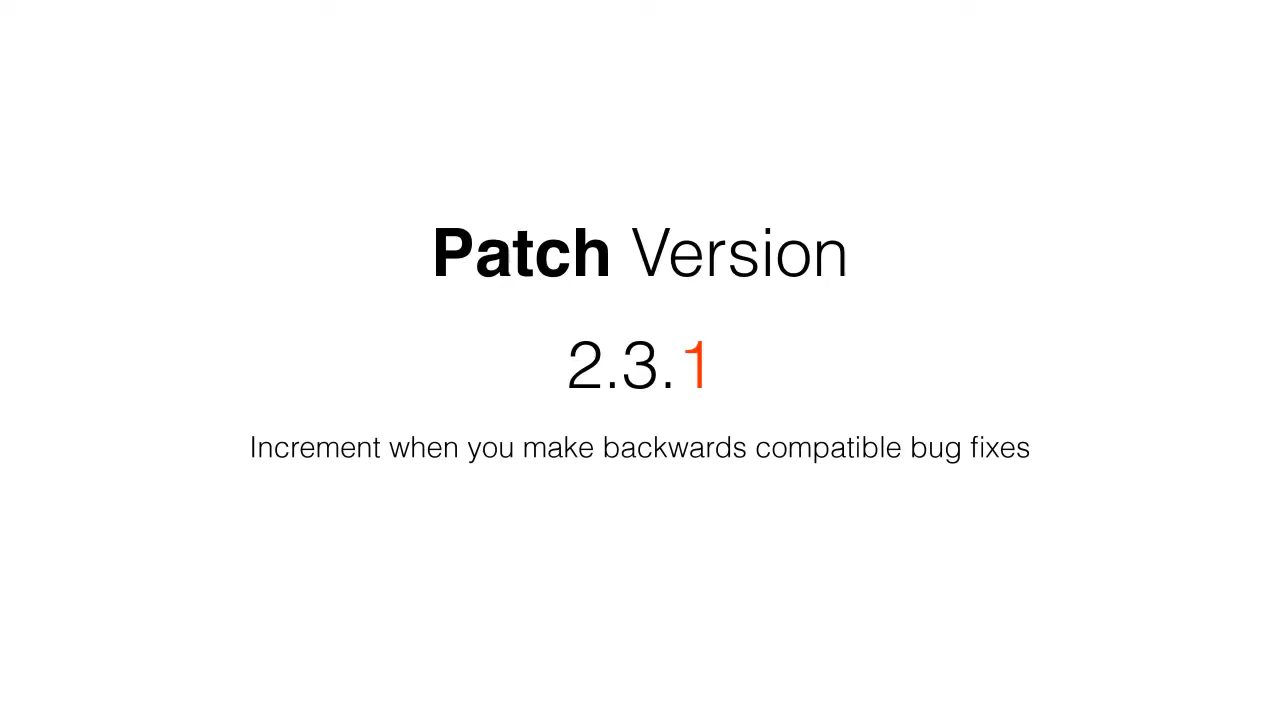 Patch Version
2.3.1
Increment when you make backwards compatible bug fixes